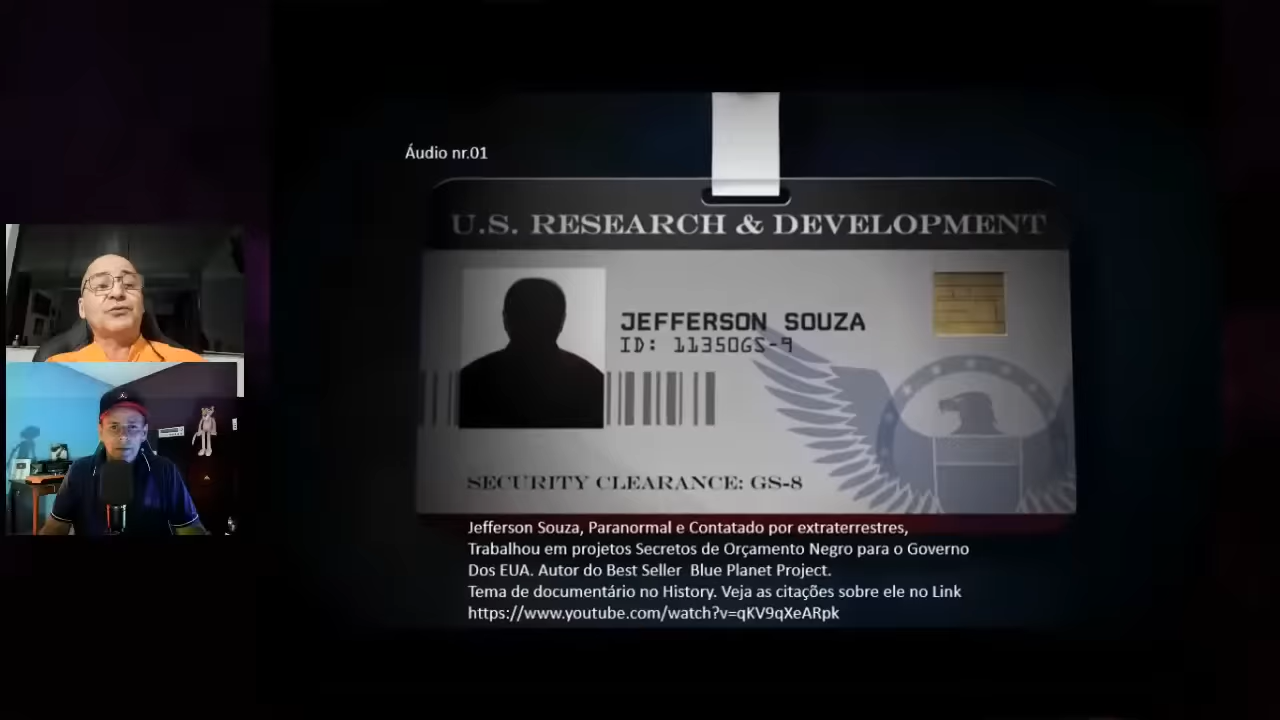 Áudio nr.01
U.S. RESEARCH & DEVELOPMENT
JEFFERSON SOUZA
ID: 11350GS-9
SECURITY CLEARANCE: GS-8
Jefferson Souza, Paranormal e Contatado por extraterrestres,
Trabalhou em projetos Secretos de Orçamento Negro para o Governo
Dos EUA. Autor do Best Seller Blue Planet Project.
Tema de documentário no History. Veja as citações sobre ele no Link
https://www.youtube.com/watch?v=qKV9qXeARpk